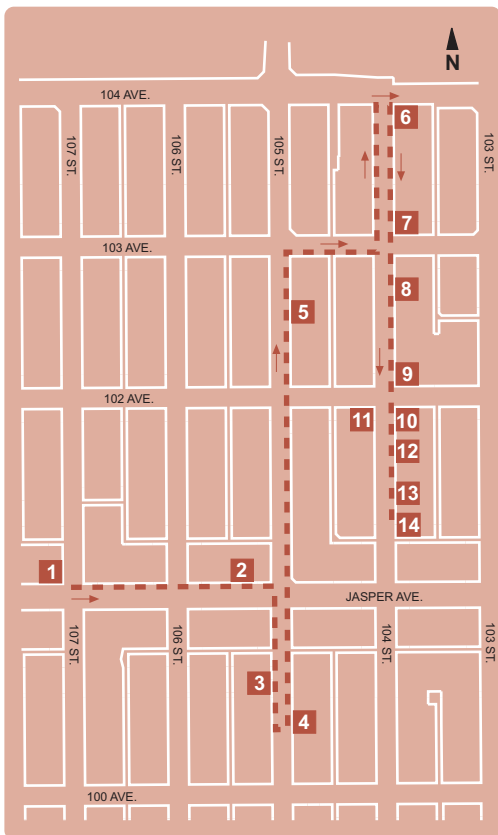 N
104 AVE.
6
107 ST.
106 ST.
105 ST.
103 ST.
7
103 AVE.
8
5
9
102 AVE.
11
10
12
13
14
1
2
JASPER AVE.
107 ST.
106 ST.
104 ST.
103 ST.
3
4
100 AVE.